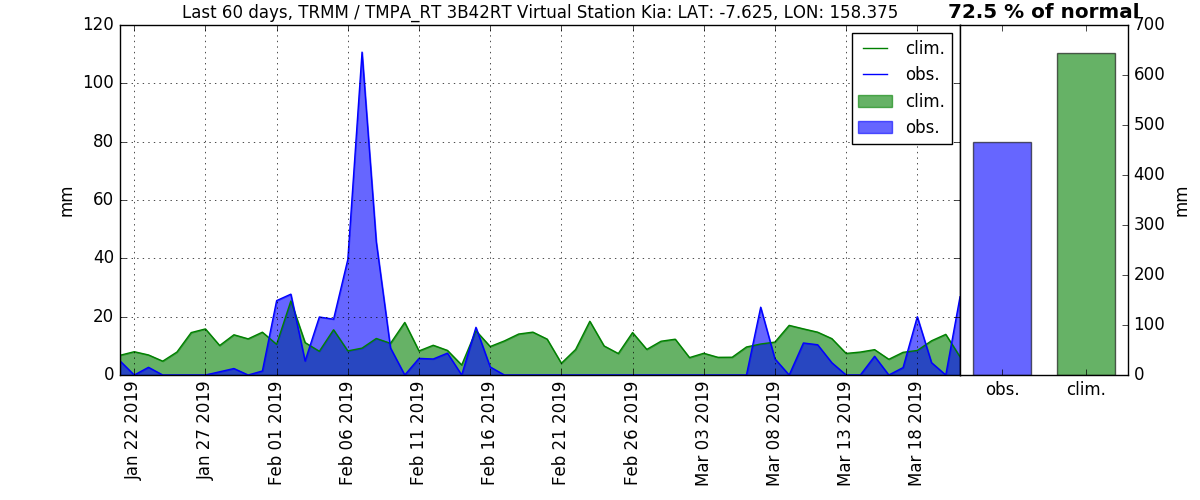 Last 60 days, TRMM / TMPA_RT 3B42RT Virtual Station Kia: LAT: -7.625, LON: 158.375
72.5 % of normal
120
100
80
60
40
20
0
mm
clim.
obs.
clim.
obs.
700
600
500
400
300
200
100
0
mm
Jan 22 2019
Jan 27 2019
Feb 01 2019
Feb 06 2019
Feb 11 2019
Feb 16 2019
Feb 21 2019
Feb 26 2019
Mar 03 2019
Mar 08 2019
Mar 13 2019
Mar 18 2019
obs.
clim.